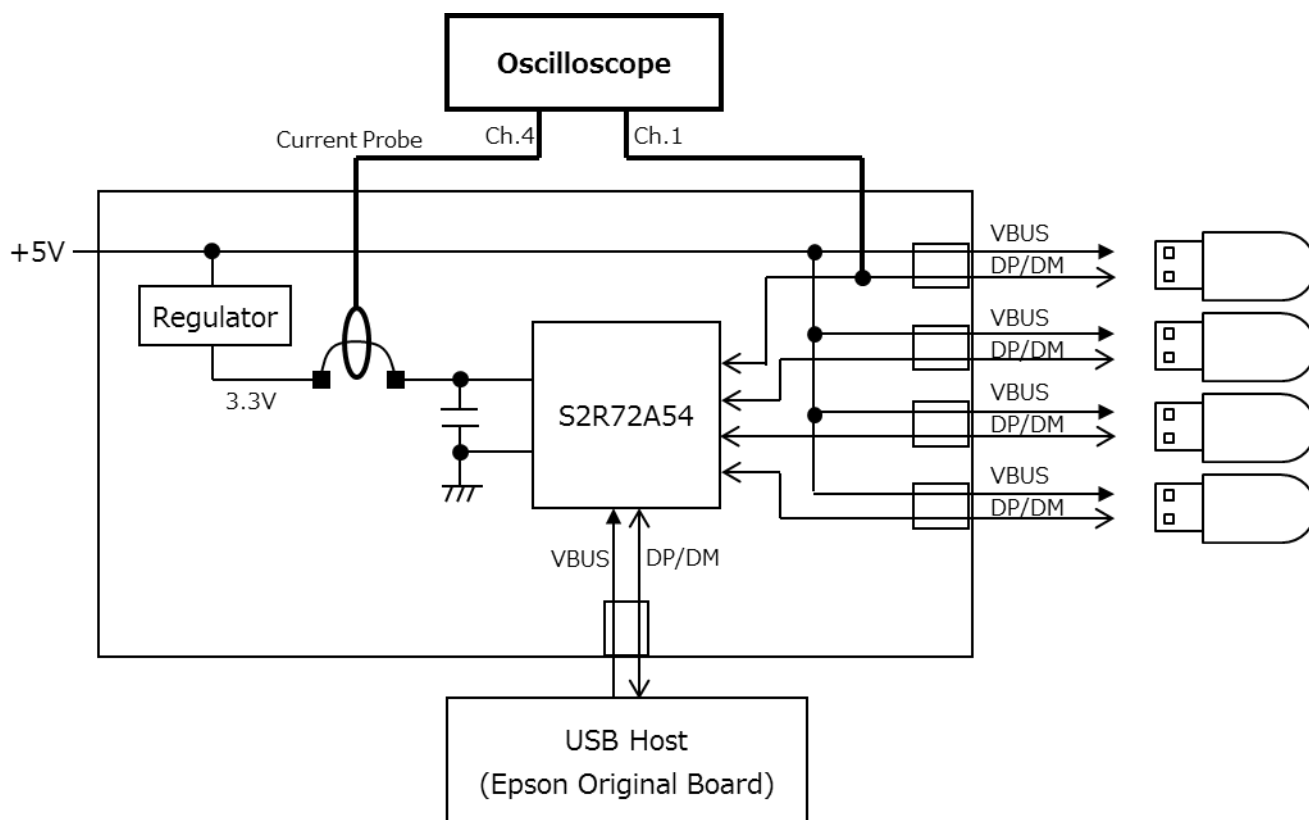 Oscilloscope
Current Probe
Ch.4
Ch.1
+5V
VBUS
DP/DM
Regulator
VBUS
DP/DM
3.3V
S2R72A54
VBUS
DP/DM
VBUS
DP/DM
VBUS
DP/DM
USB Host
(Epson Original Board)